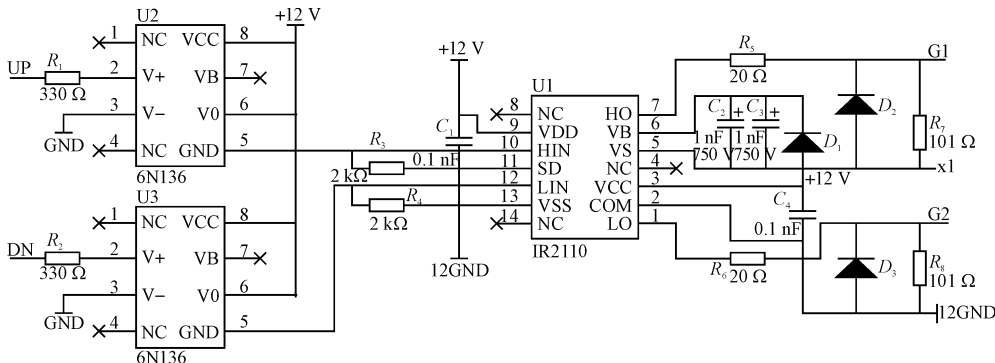 U2
+12 V
1 NC VCC 8
UP R1 2 V+ VB 7
330 Ω
3 V− V0 6
GND
4 NC GND 5
6N136
U3
1 NC VCC 8
DN R2 2 V+ VB 7
330 Ω
3 V− V0 6
GND
4 NC GND 5
6N136
+12 V
C1
0.1 nF
R3
2 kΩ
R4
2 kΩ
12GND
U1
8 NC HO 7
9 VDD VB 6
10 HIN VS 5
11 SD NC 4
12 LIN VCC 3
13 VSS COM 2
14 NC LO 1
IR2110
R5
20 Ω
G1
C2 + C3 +
1 nF 1 nF
750 V 750 V
D1
D2
R7
101 Ω
x1
+12 V
C4
0.1 nF
G2
R6 20 Ω
D3
R8
101 Ω
12GND